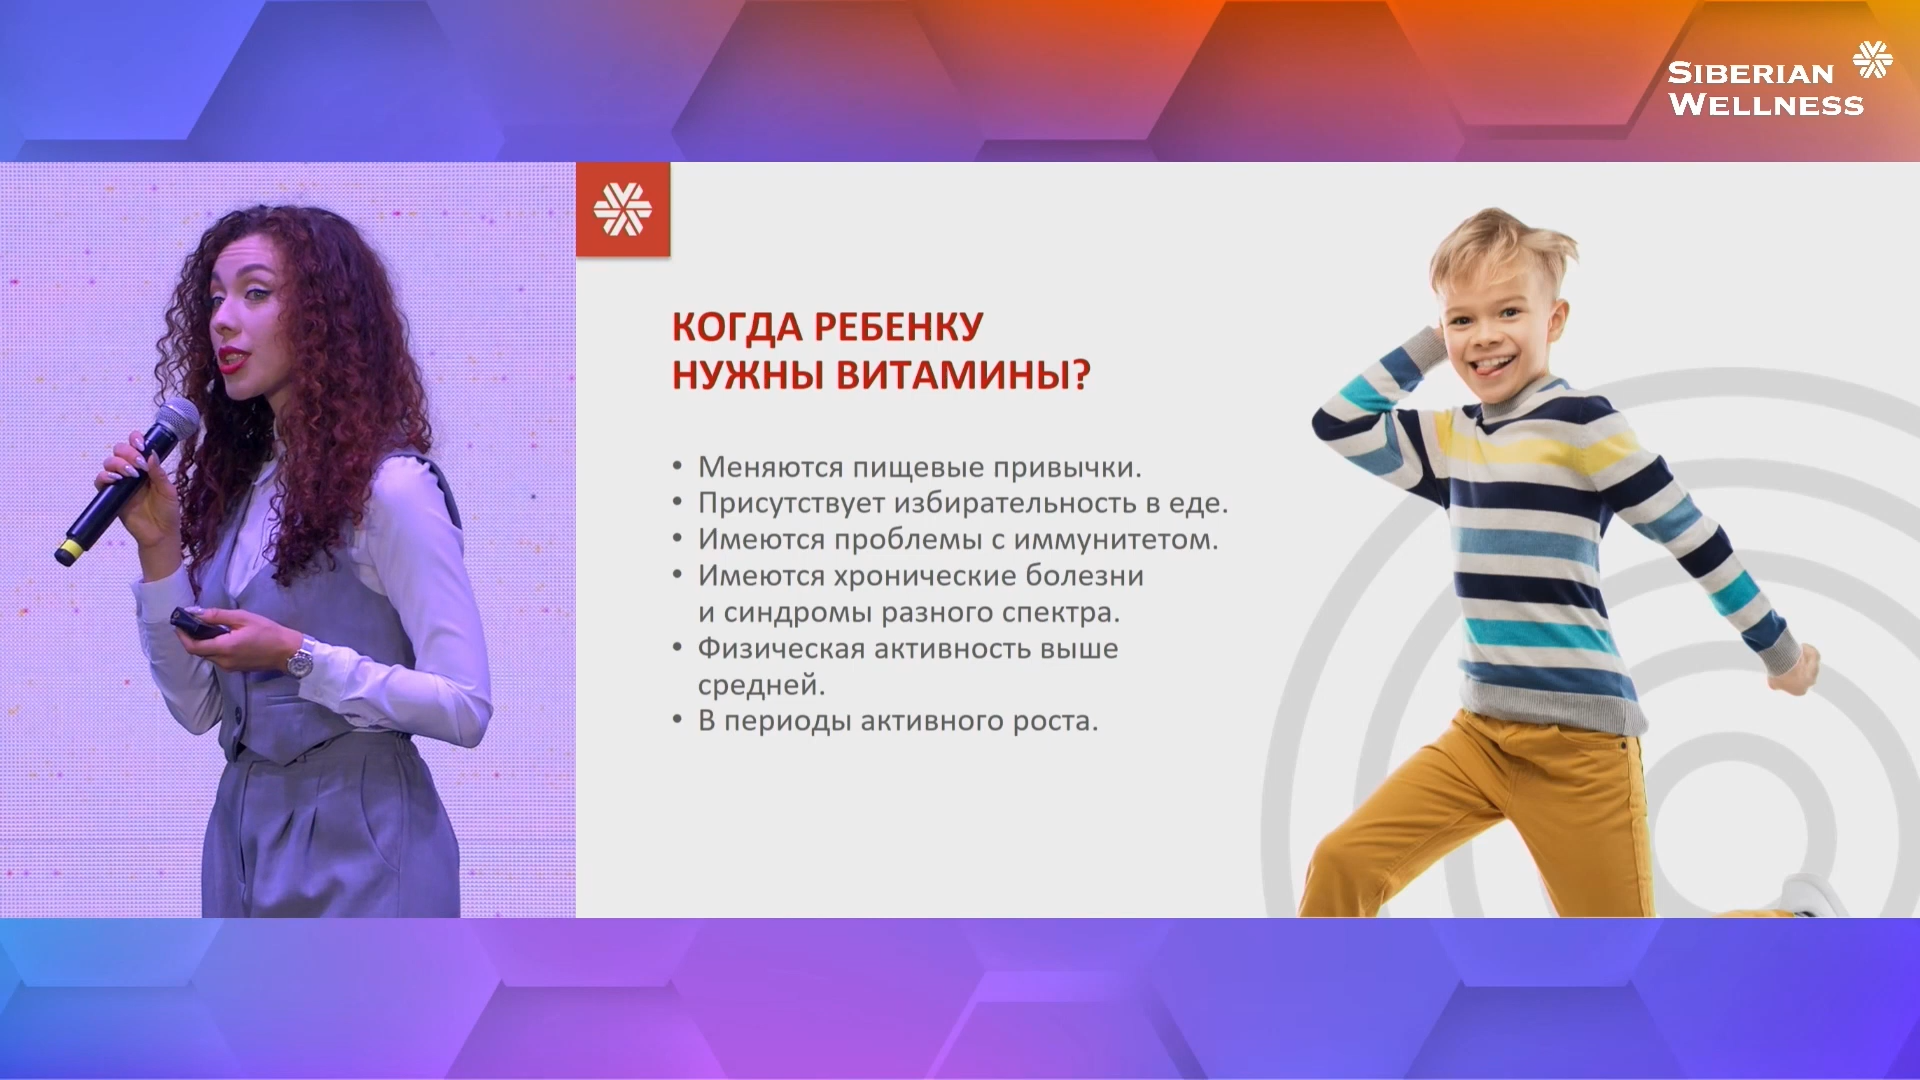 SIBERIAN
WELLNESS
КОГДА РЕБЕНКУ
НУЖНЫ ВИТАМИНЫ?
• Меняются пищевые привычки.
• Присутствует избирательность в еде.
• Имеются проблемы с иммунитетом.
• Имеются хронические болезни
и синдромы разного спектра.
• Физическая активность выше
средней.
• В периоды активного роста.